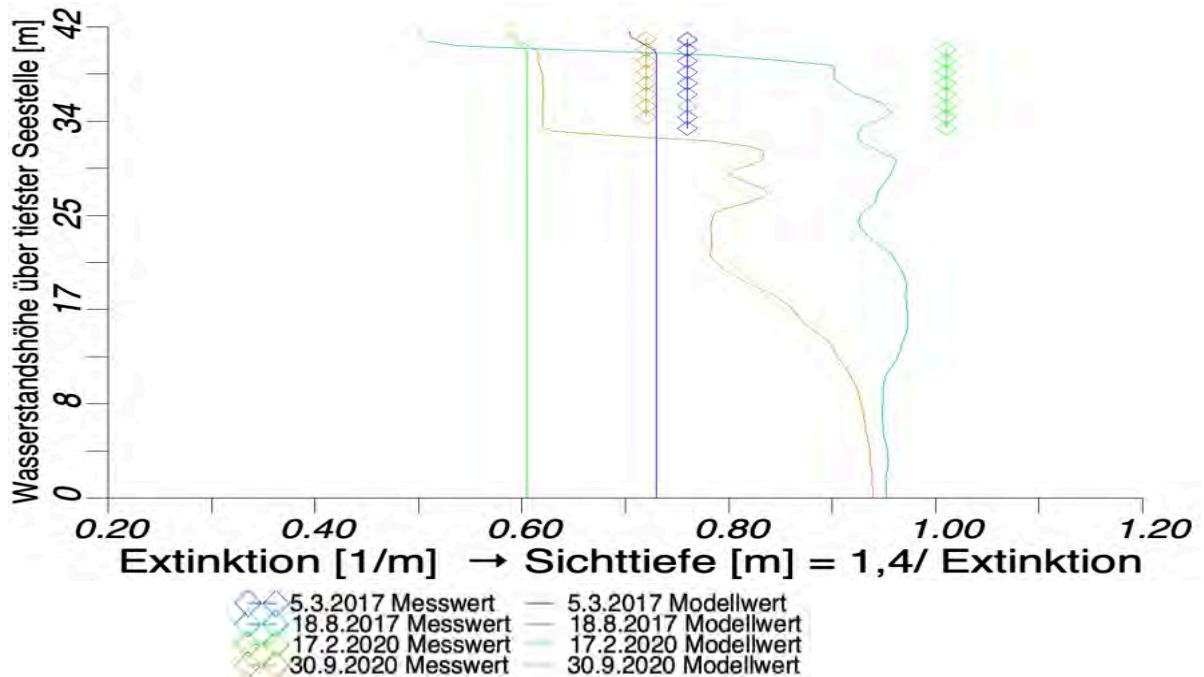 Wasserstandshöhe über tiefster Seestelle [m]
42
34
25
17
8
0
0.20 0.40 0.60 0.80 1.00 1.20
Extinktion [1/m] → Sichttiefe [m] = 1,4/ Extinktion
5.3.2017 Messwert 5.3.2017 Modellwert
18.8.2017 Messwert 18.8.2017 Modellwert
17.2.2020 Messwert 17.2.2020 Modellwert
30.9.2020 Messwert 30.9.2020 Modellwert